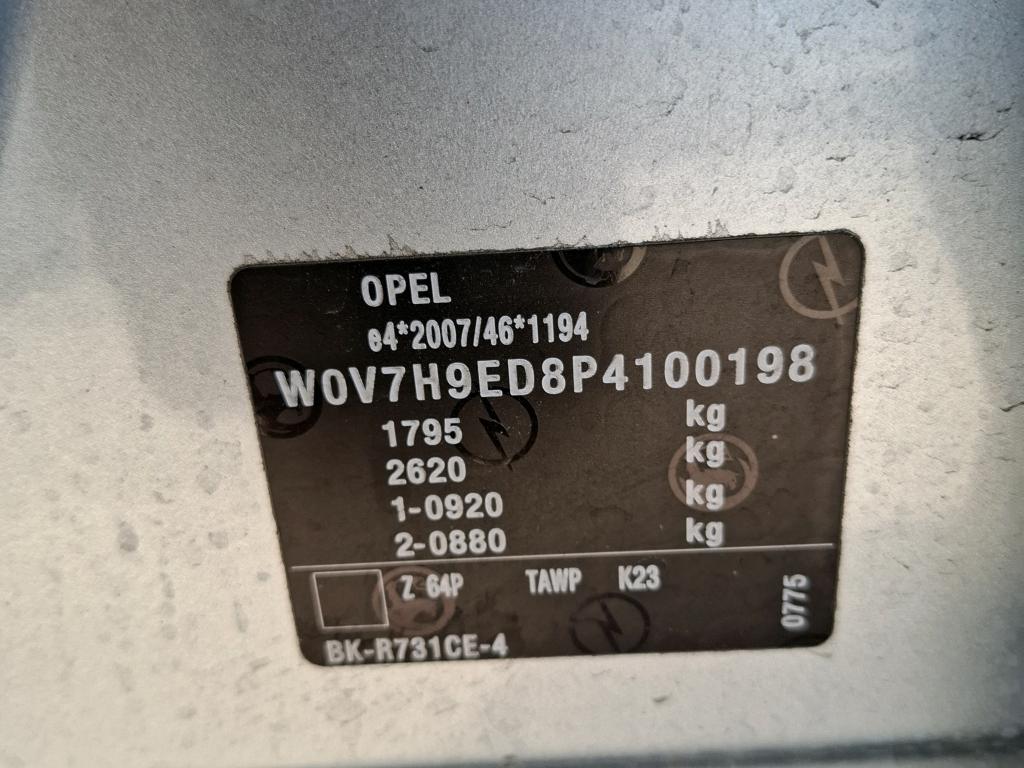 OPEL
e4*2007/46*1194
W0V7H9ED8P4100198
1795 kg
2620 kg
1-0920 kg
2-0880 kg
Z 64P TAWP K23
0775
BK-R731CE-4